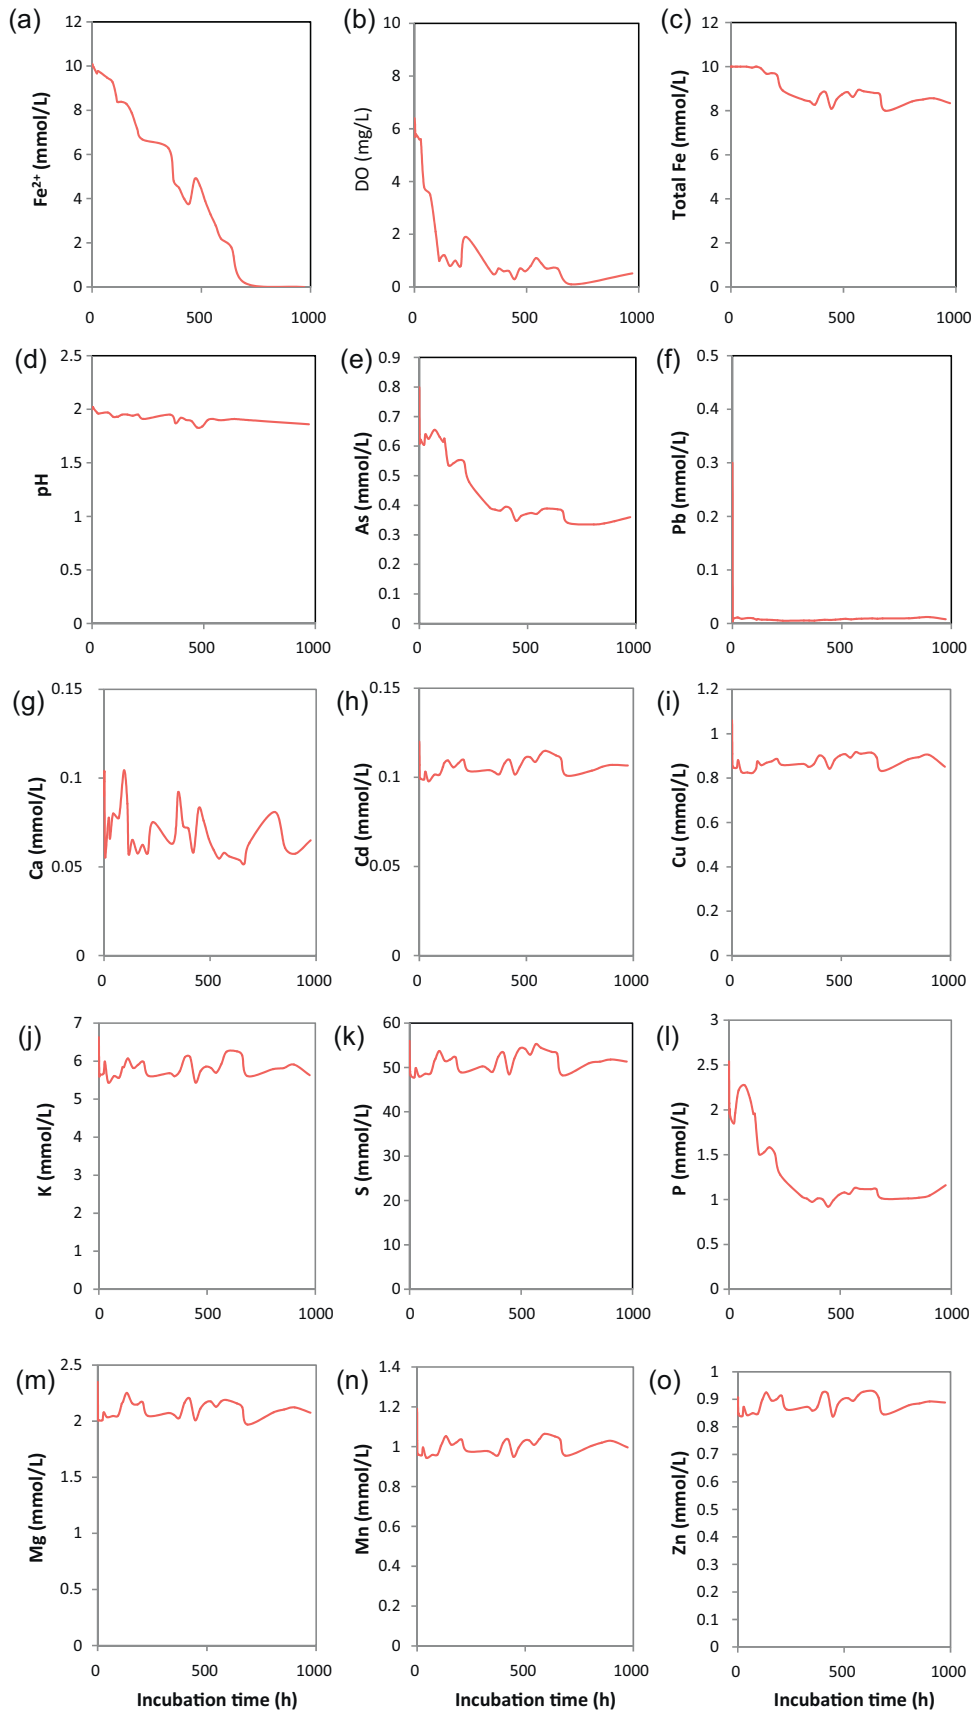 (a)
Fe²⁺ (mmol/L)
12
10
8
6
4
2
0
0 500 1000
(b)
DO (mg/L)
10
8
6
4
2
0
0 500 1000
(c)
Total Fe (mmol/L)
12
10
8
6
4
2
0
0 500 1000
(d)
pH
2.5
2
1.5
1
0.5
0
0 500 1000
(e)
As (mmol/L)
0.9
0.8
0.7
0.6
0.5
0.4
0.3
0.2
0.1
0
0 500 1000
(f)
Pb (mmol/L)
0.5
0.4
0.3
0.2
0.1
0
0 500 1000
(g)
Ca (mmol/L)
0.15
0.1
0.05
0
0 500 1000
(h)
Cd (mmol/L)
0.15
0.10
0.05
0.00
0 500 1000
(i)
Cu (mmol/L)
1.2
1
0.8
0.6
0.4
0.2
0
0 500 1000
(j)
K (mmol/L)
7
6
5
4
3
2
1
0
0 500 1000
(k)
S (mmol/L)
60
50
40
30
20
10
0
0 500 1000
(l)
P (mmol/L)
3
2.5
2
1.5
1
0.5
0
0 500 1000
(m)
Mg (mmol/L)
2.5
2
1.5
1
0.5
0
0 500 1000
Incubation time (h)
(n)
Mn (mmol/L)
1.4
1.2
1
0.8
0.6
0.4
0.2
0
0 500 1000
Incubation time (h)
(o)
Zn (mmol/L)
1
0.9
0.8
0.7
0.6
0.5
0.4
0.3
0.2
0.1
0
0 500 1000
Incubation time (h)